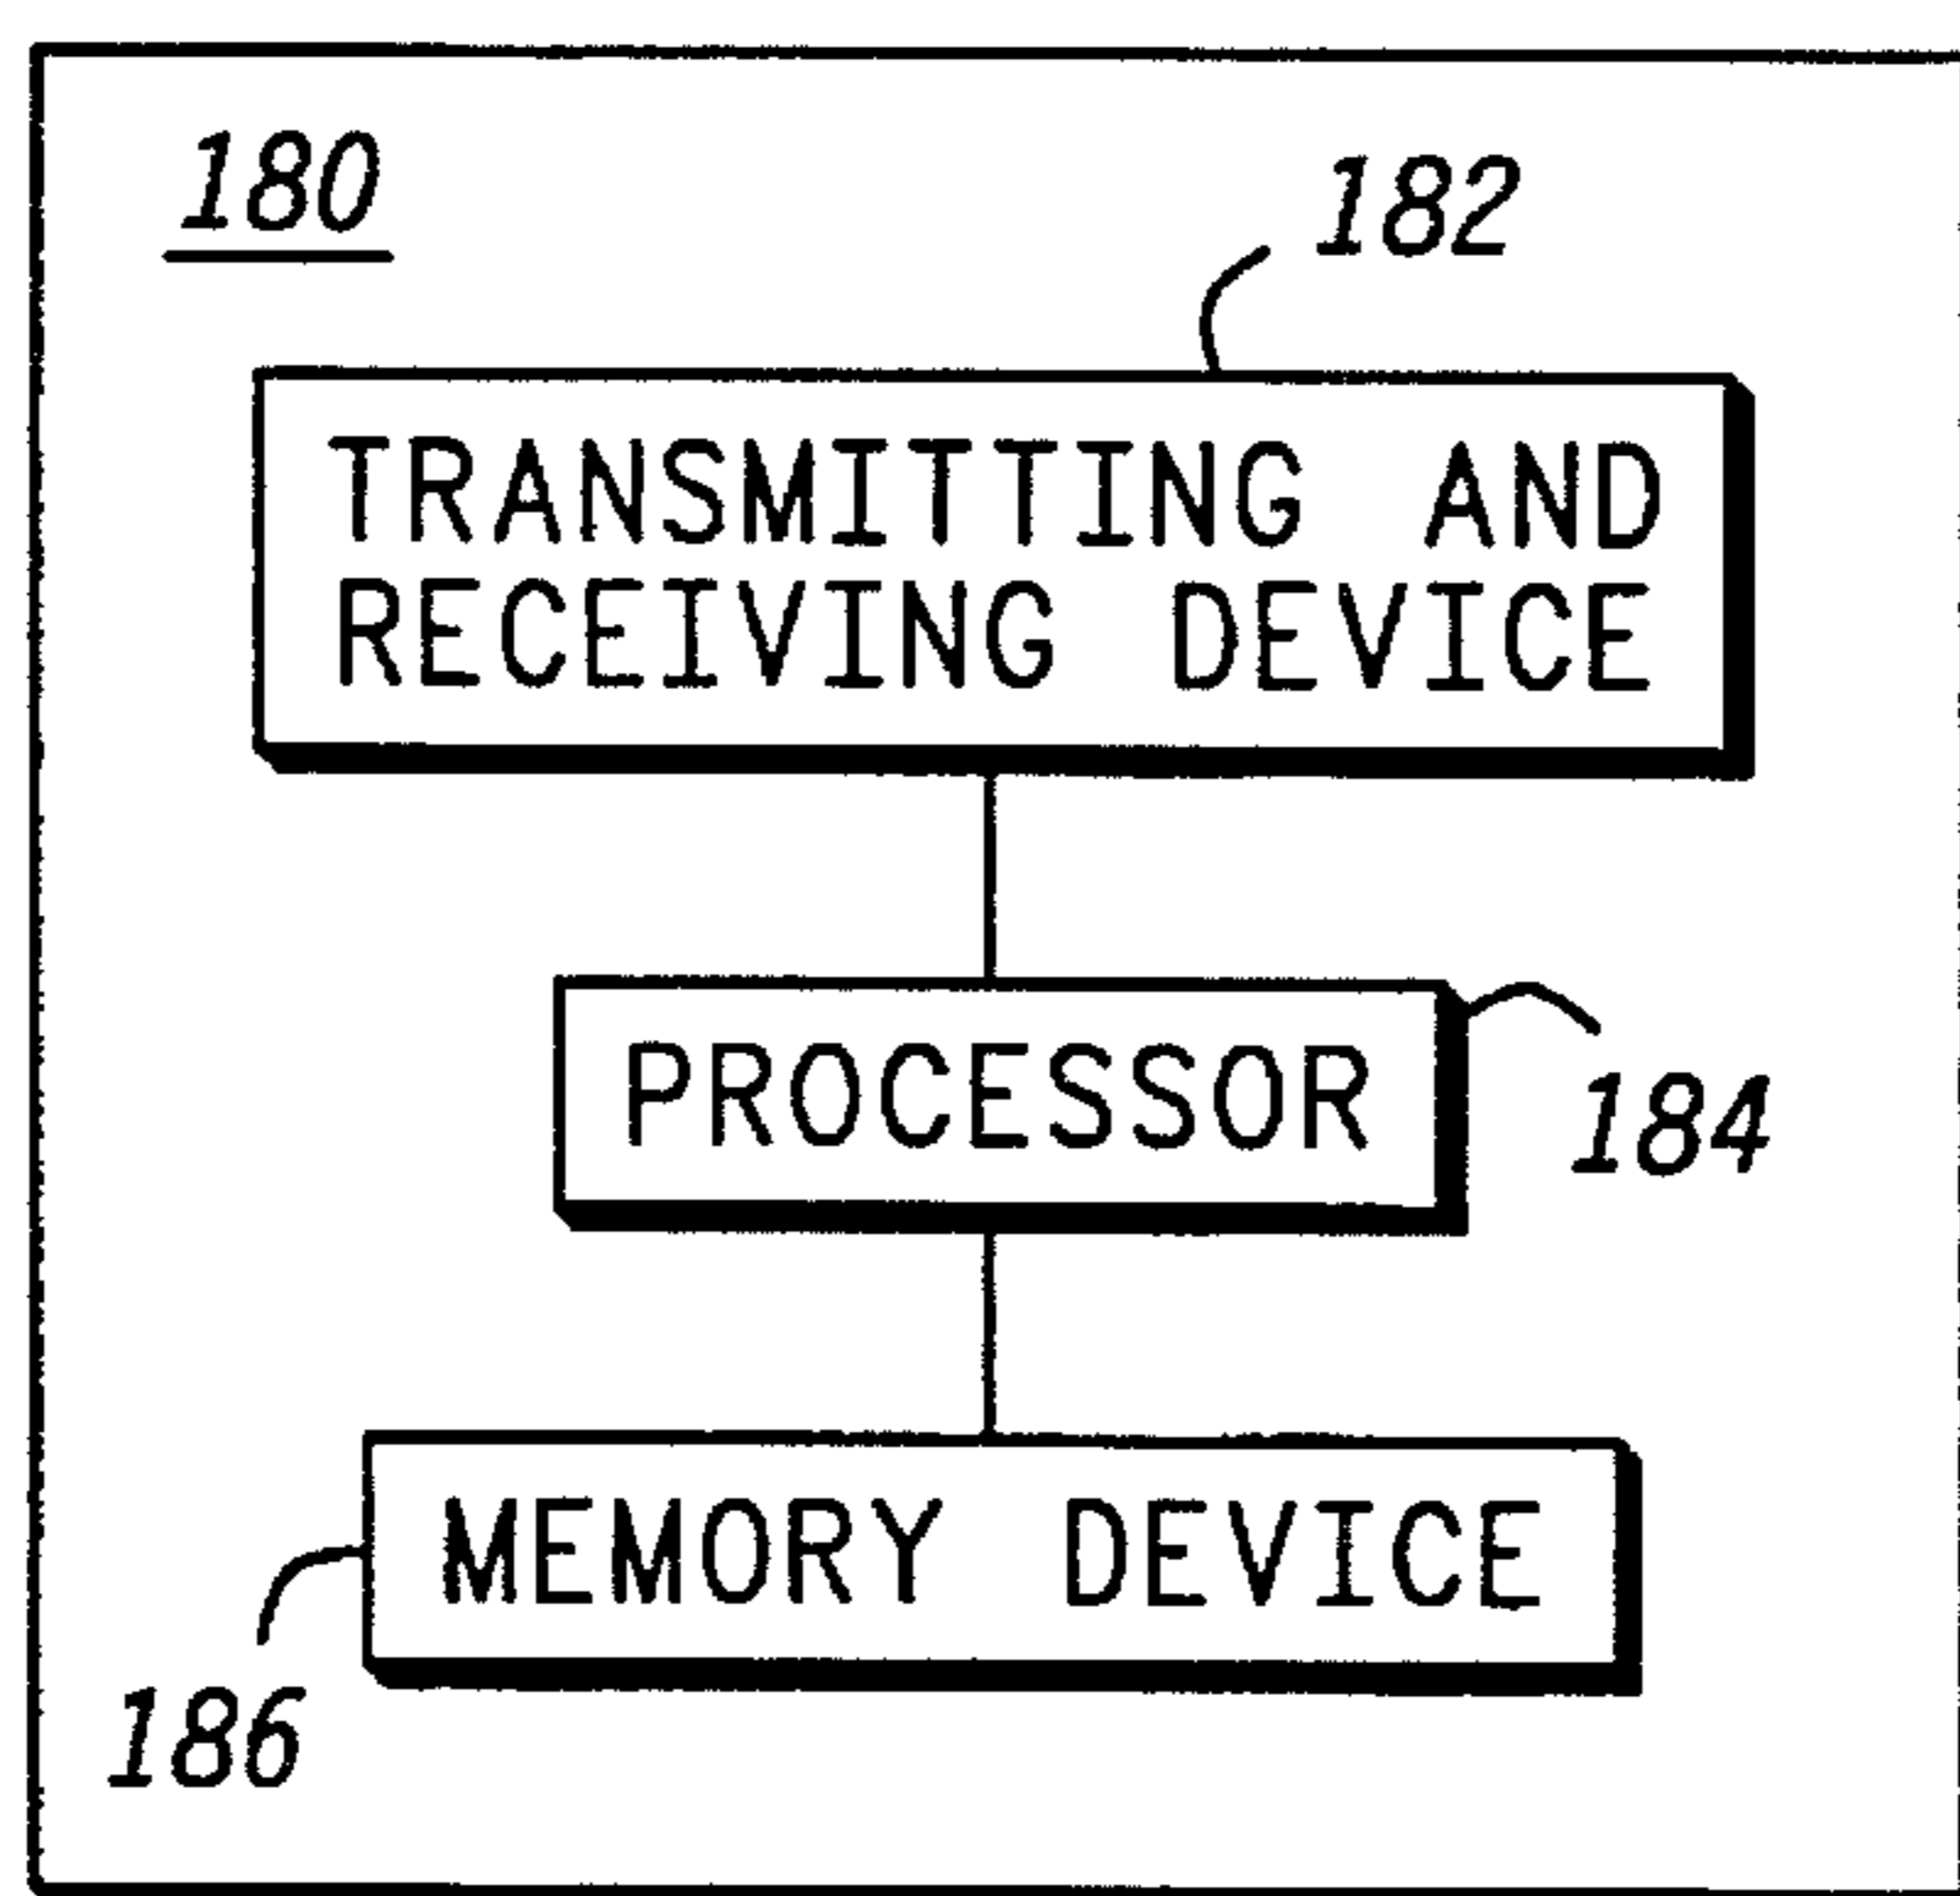 180
182
TRANSMITTING AND
RECEIVING DEVICE
PROCESSOR
184
MEMORY DEVICE
186